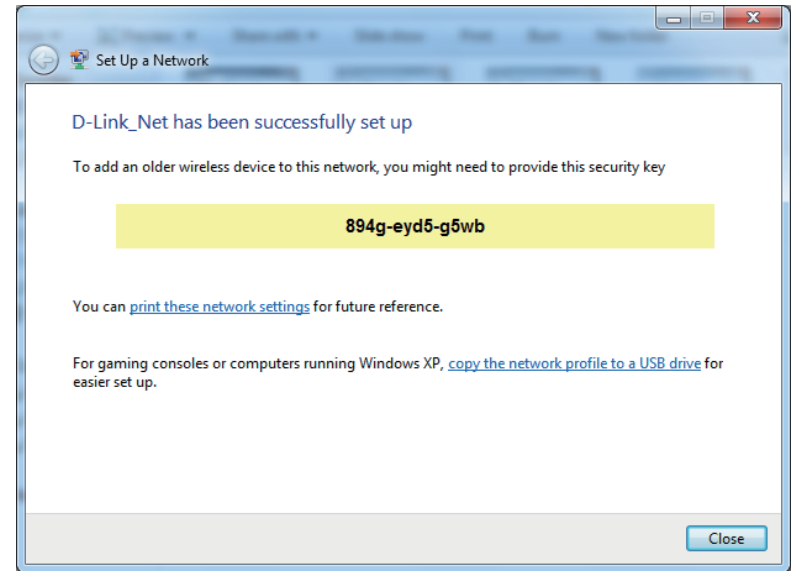 Set Up a Network
D-Link_Net has been successfully set up
To add an older wireless device to this network, you might need to provide this security key
894g-eyd5-g5wb
You can print these network settings for future reference.
For gaming consoles or computers running Windows XP, copy the network profile to a USB drive for
easier set up.
Close